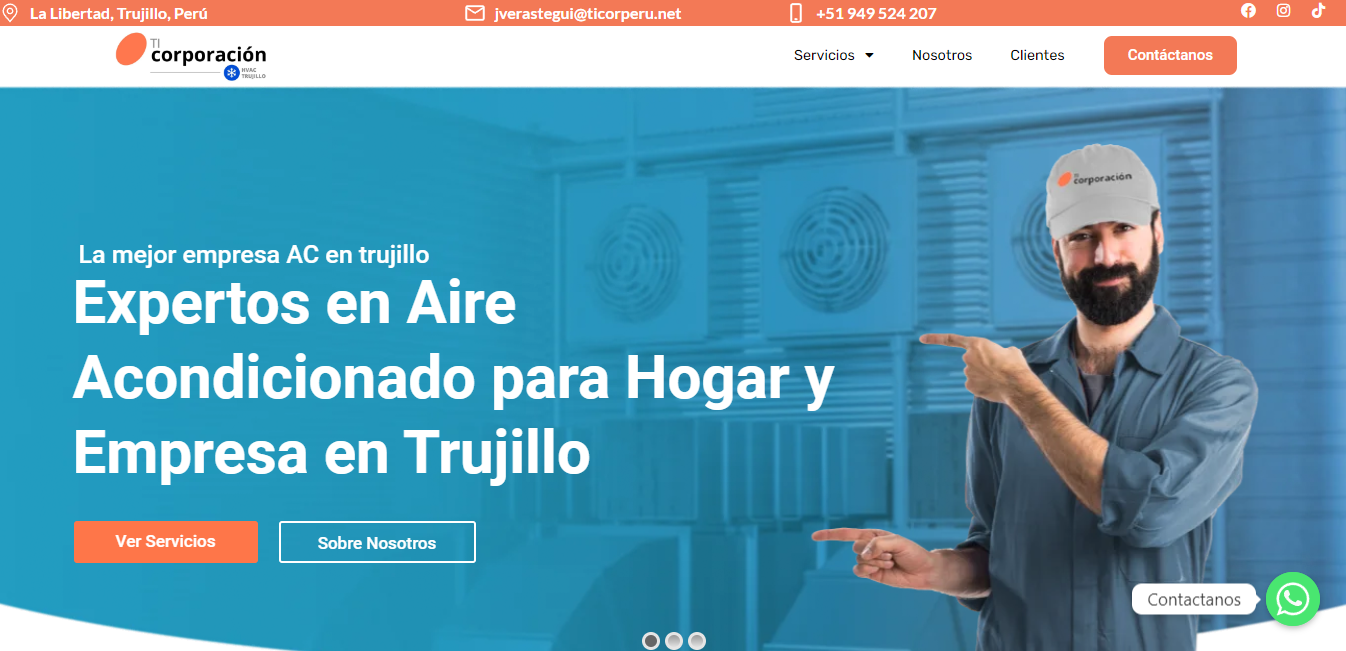 La Libertad, Trujillo, Perú
jverastegui@ticorperu.net
+51 949 524 207
TI
corporación
HVAC
TRUJILLO
Servicios
Nosotros
Clientes
Contáctanos
TI
corporación
La mejor empresa AC en trujillo
Expertos en Aire
Acondicionado para Hogar y
Empresa en Trujillo
Ver Servicios
Sobre Nosotros
Contactanos